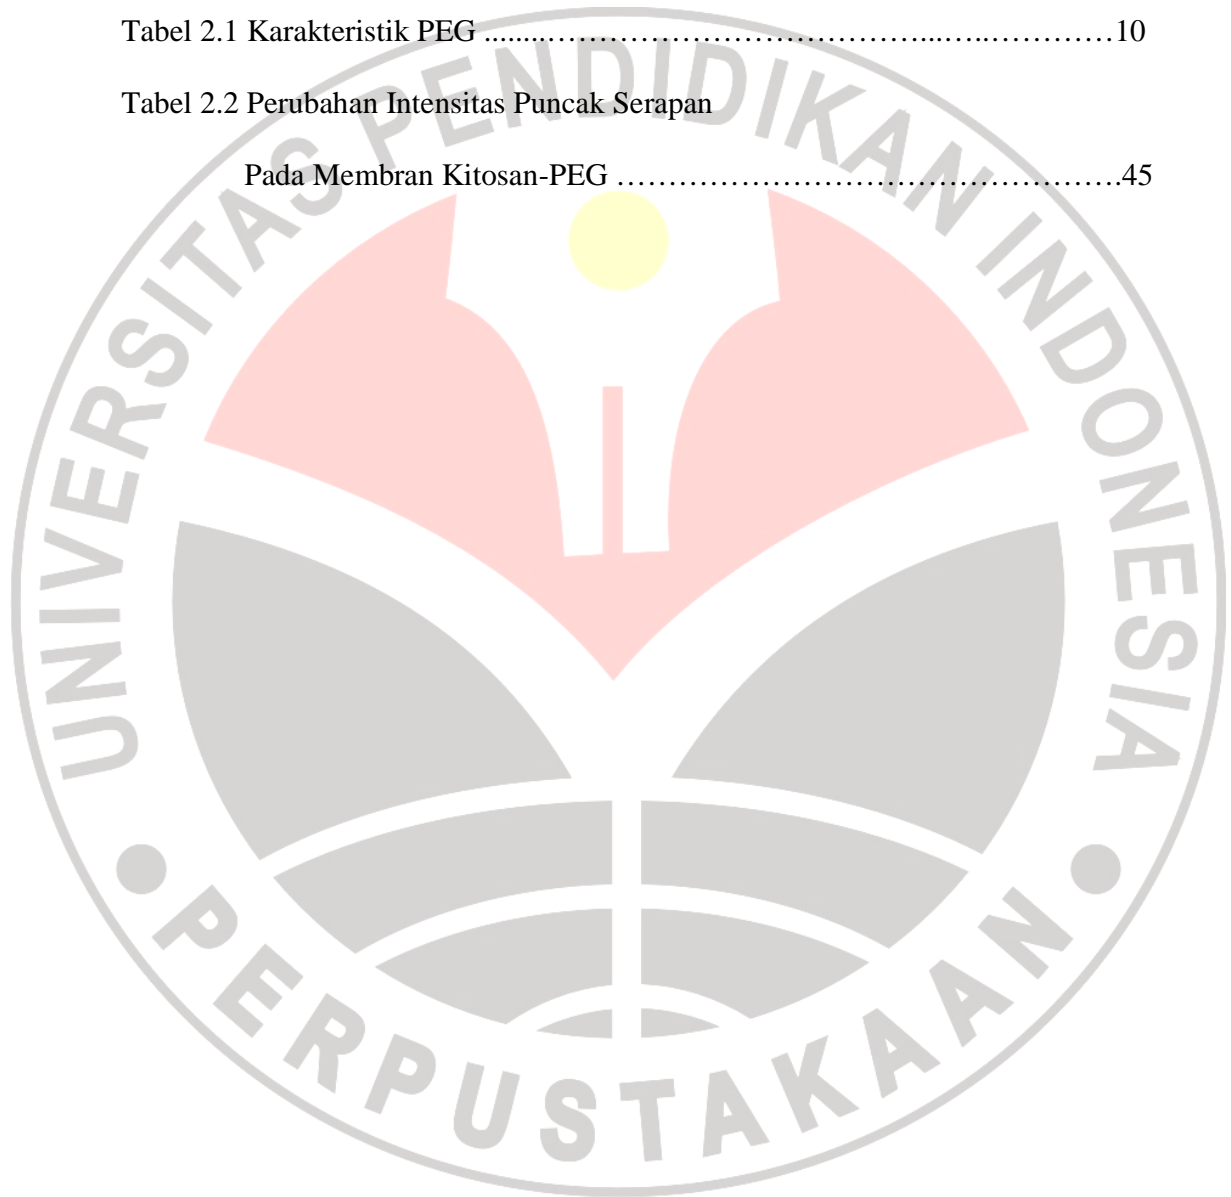 Tabel 2.1 Karakteristik PEG ........……………………………………...…..…………10
Tabel 2.2 Perubahan Intensitas Puncak Serapan
Pada Membran Kitosan-PEG ………………………………………………….45
UNIVERSITAS PENDIDIKAN INDONESIA
PERPUSTAKAAN